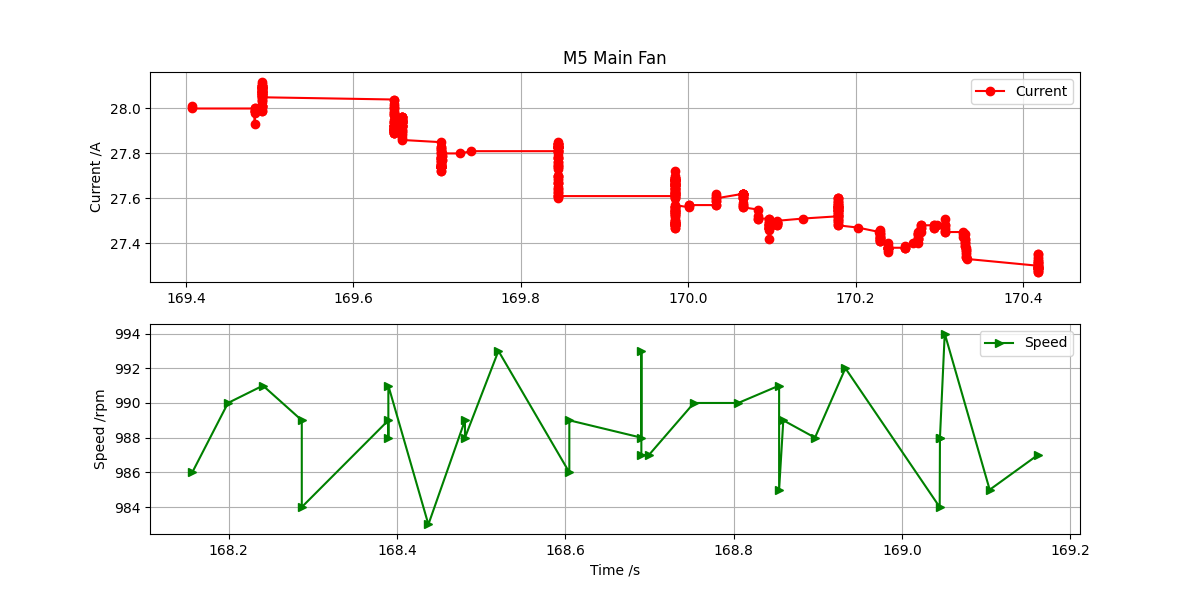 M5 Main Fan
Current /A
28.0
27.8
27.6
27.4
Current
169.4 169.6 169.8 170.0 170.2 170.4
Speed /rpm
994
992
990
988
986
984
Speed
168.2 168.4 168.6 168.8 169.0 169.2
Time /s